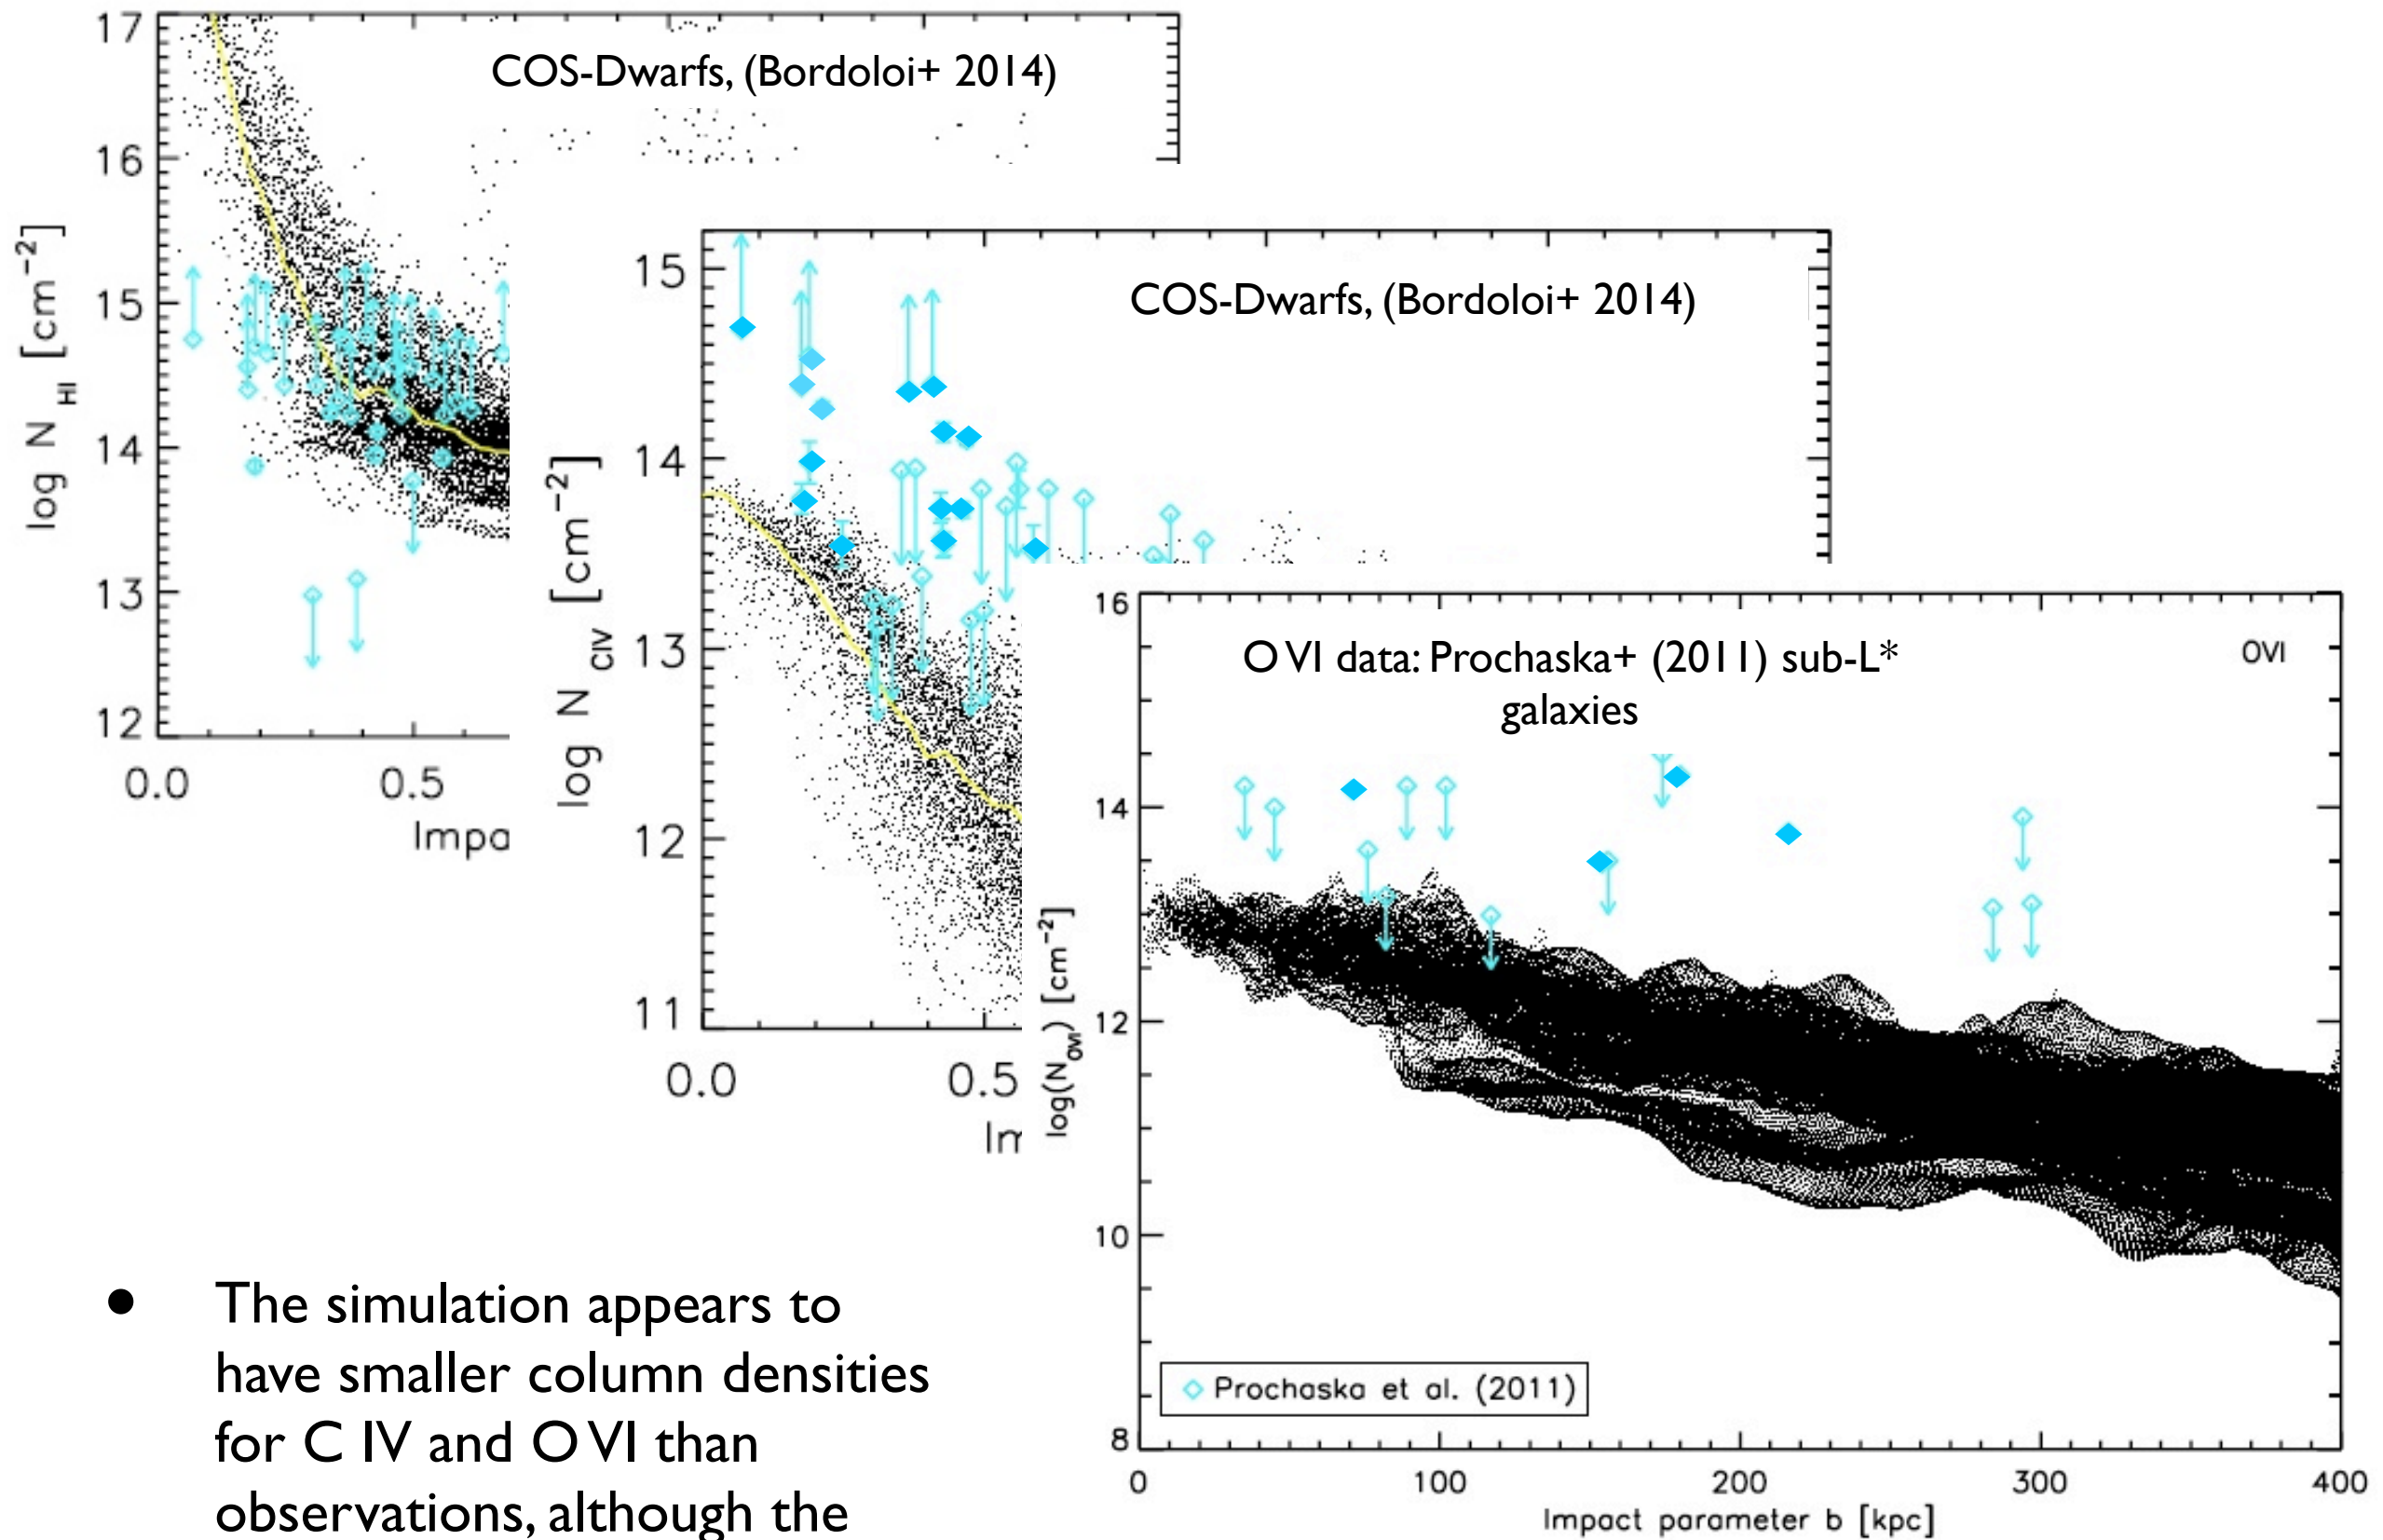 17
16
15
14
13
12
0.0
0.5
log N HI [cm⁻²]
Impa
COS-Dwarfs, (Bordoloi+ 2014)
15
14
13
12
11
0.0
0.5
log N CIV [cm⁻²]
Im
COS-Dwarfs, (Bordoloi+ 2014)
16
14
12
10
8
0
100
200
300
400
log(N OVI) [cm⁻²]
Impact parameter b [kpc]
O VI data: Prochaska+ (2011) sub-L*
galaxies
OVI
Prochaska et al. (2011)
• The simulation appears to
have smaller column densities
for C IV and O VI than
observations, although the